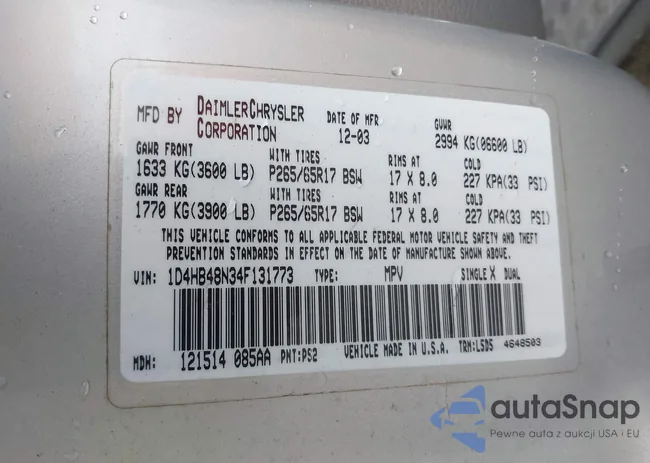 MFD BY DAIMLERCHRYSLER CORPORATION DATE OF MFR 12-03 GVWR 2994 KG(06600 LB)
GAWR FRONT WITH TIRES RIMS AT COLD
1633 KG(3600 LB) P265/65R17 BSW 17 X 8.0 227 KPA(33 PSI)
GAWR REAR WITH TIRES RIMS AT COLD
1770 KG(3900 LB) P265/65R17 BSW 17 X 8.0 227 KPA(33 PSI)
THIS VEHICLE CONFORMS TO ALL APPLICABLE FEDERAL MOTOR VEHICLE SAFETY AND THEFT
PREVENTION STANDARDS IN EFFECT ON THE DATE OF MANUFACTURE SHOWN ABOVE.
VIN: 1D4HB48N34F131773 TYPE: MPV SINGLE X DUAL
MDH: 121514 085AA PNT:PS2 VEHICLE MADE IN U.S.A. TRM:LSD5 4648503
autaSnap
Pewne auta z aukcji USA i EU